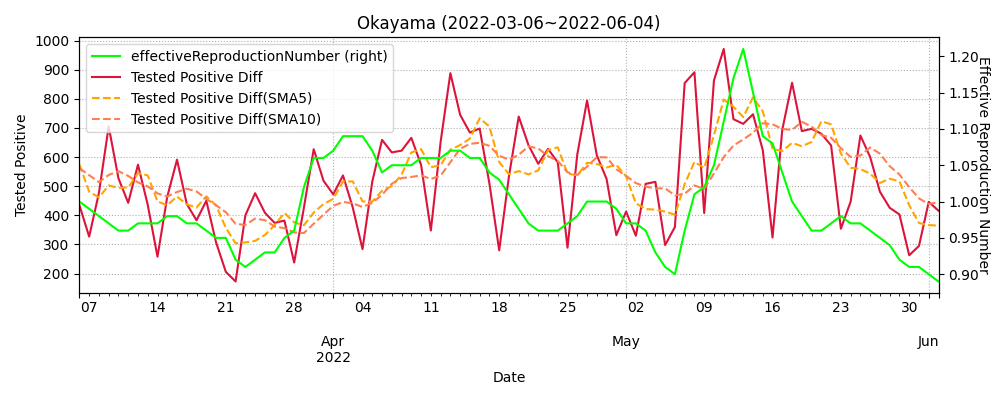 Okayama (2022-03-06~2022-06-04)
effectiveReproductionNumber (right)
Tested Positive Diff
Tested Positive Diff(SMA5)
Tested Positive Diff(SMA10)
Tested Positive
1000
900
800
700
600
500
400
300
200
Effective Reproduction Number
1.20
1.15
1.10
1.05
1.00
0.95
0.90
07 14 21 28 04 11 18 25 02 09 16 23 30
Apr May Jun
2022
Date